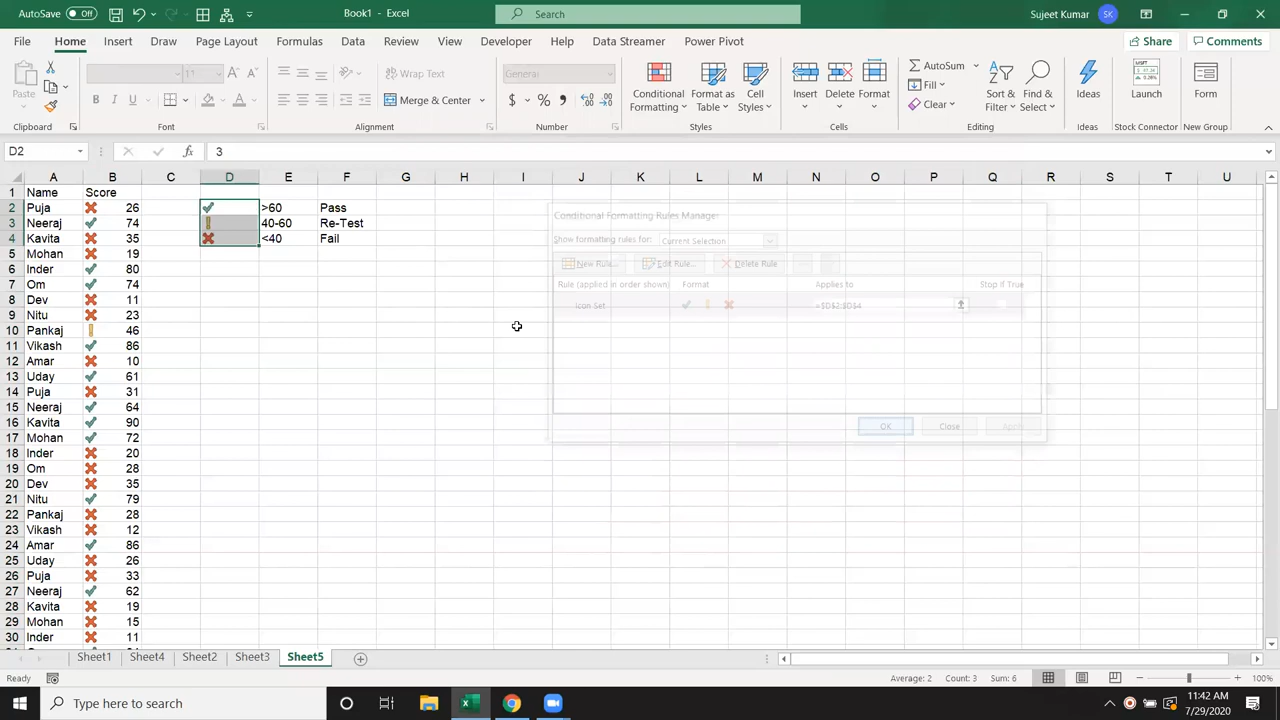 AutoSave Off Book1 - Excel Search Sujeet Kumar SK
File Home Insert Draw Page Layout Formulas Data Review View Developer Help Data Streamer Power Pivot Share Comments
Paste 11 A A Wrap Text General Conditional Formatting Format as Table Cell Styles Insert Delete Format AutoSum Fill Clear Sort & Filter Find & Select Ideas Launch Form
B I U A Merge & Center $ %
Clipboard Font Alignment Number Styles Cells Editing Ideas Stock Connector New Group
D2 fx 3
A B C D E F G H I J K L M N O P Q R S T U
1 Name Score
2 Puja 26 >60 Pass
3 Neeraj 74 40-60 Re-Test
4 Kavita 35 <40 Fail
5 Mohan 19
6 Inder 80
7 Om 74
8 Dev 11
9 Nitu 23
10 Pankaj 46
11 Vikash 86
12 Amar 10
13 Uday 61
14 Puja 31
15 Neeraj 64
16 Kavita 90
17 Mohan 72
18 Inder 20
19 Om 28
20 Dev 35
21 Nitu 79
22 Pankaj 28
23 Vikash 12
24 Amar 86
25 Uday 26
26 Puja 33
27 Neeraj 62
28 Kavita 19
29 Mohan 15
30 Inder 11
Conditional Formatting Rules Manager
Show formatting rules for: Current Selection
New Rule... Edit Rule... Delete Rule
Rule (applied in order shown) Format Applies to Stop If True
Icon Set =$D$2:$D$4
OK Close Apply
Sheet1 Sheet4 Sheet2 Sheet3 Sheet5
Ready Average: 2 Count: 3 Sum: 6 100%
Type here to search
11:42 AM
7/29/2020